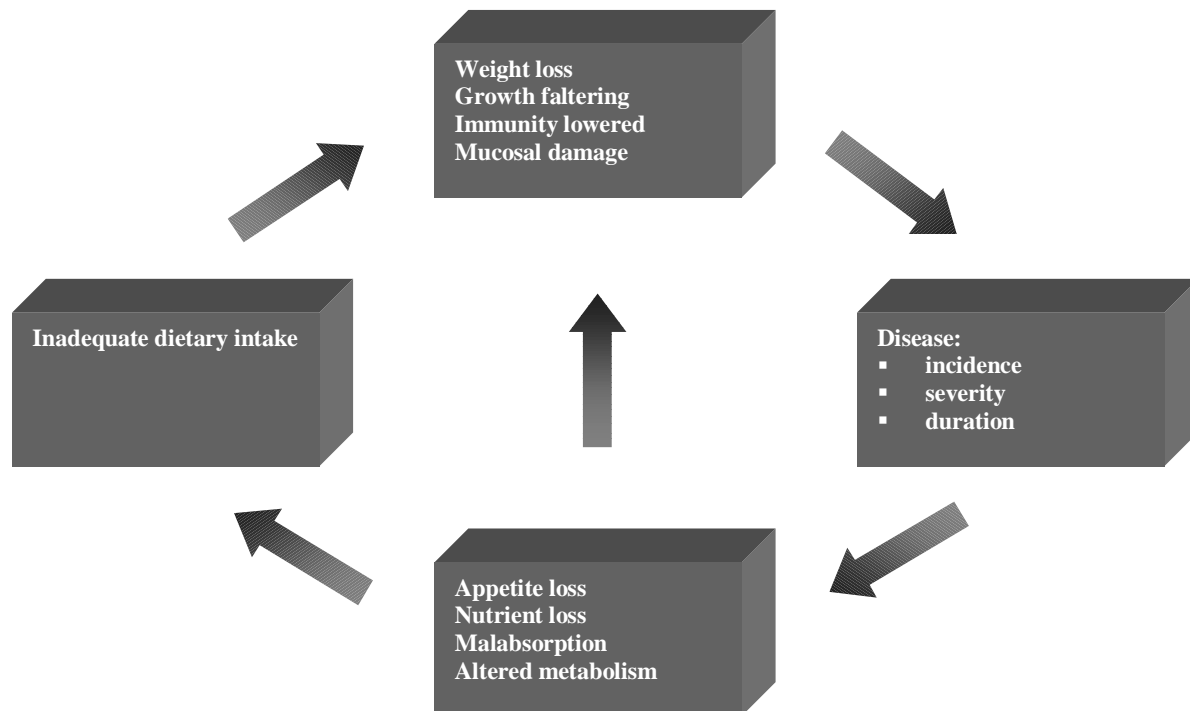 Weight loss
Growth faltering
Immunity lowered
Mucosal damage
Inadequate dietary intake
Disease:
▪ incidence
▪ severity
▪ duration
Appetite loss
Nutrient loss
Malabsorption
Altered metabolism